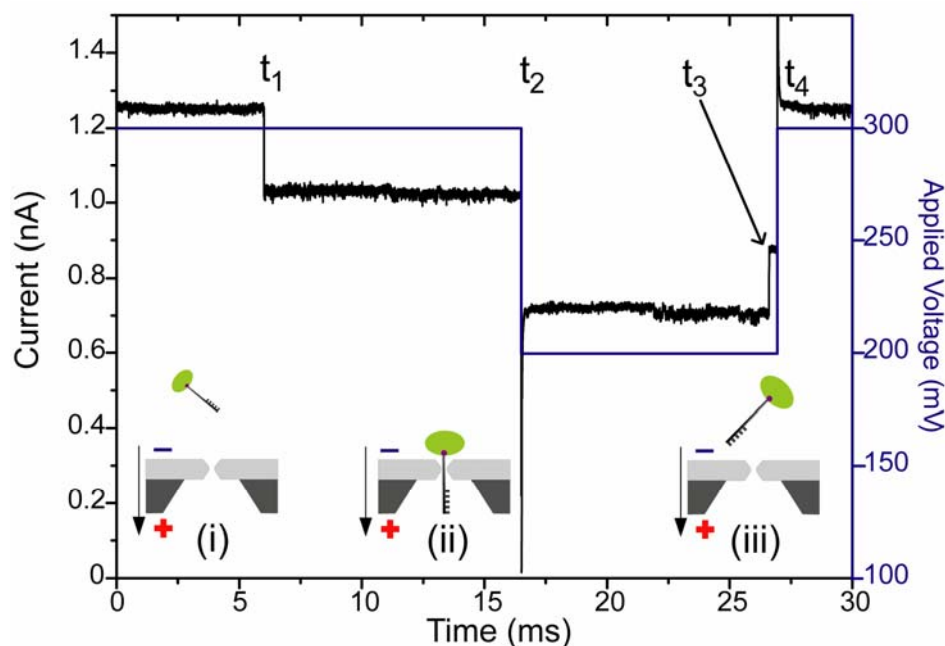 1.4
1.2
1.0
0.8
0.6
0.4
0.2
0
Current (nA)
t1
t2
t3
t4
300
250
200
150
100
Applied Voltage (mV)
−
+
(i)
−
+
(ii)
−
+
(iii)
0
5
10
15
20
25
30
Time (ms)